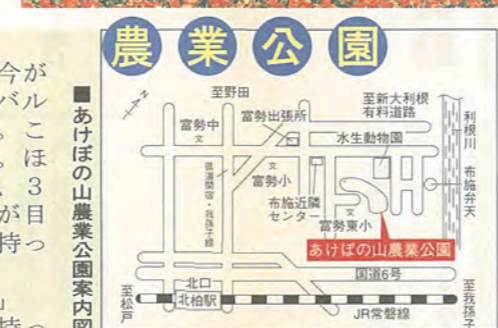 農業公園
■あけぼの山農業公園案内図
至野田
至新大利根
有料道路
富勢出張所
富勢中
文
水生動物園
利根川
県道関宿・我孫子線
文
富勢小
布施近隣
センター
文
富勢東小
布施弁天
あけぼの山農業公園
国道6号
北口
北柏駅
至松戸
JR常磐線
至我孫子
今が
バル
。こ
。ほ
、3
が目
持っ
」
持っ